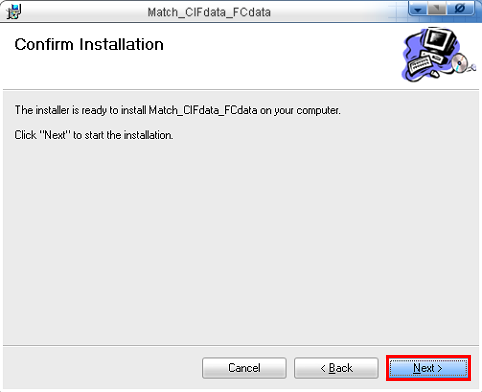 Match_CIFdata_FCdata
Confirm Installation
The installer is ready to install Match_CIFdata_FCdata on your computer.
Click "Next" to start the installation.
Cancel
< Back
Next >